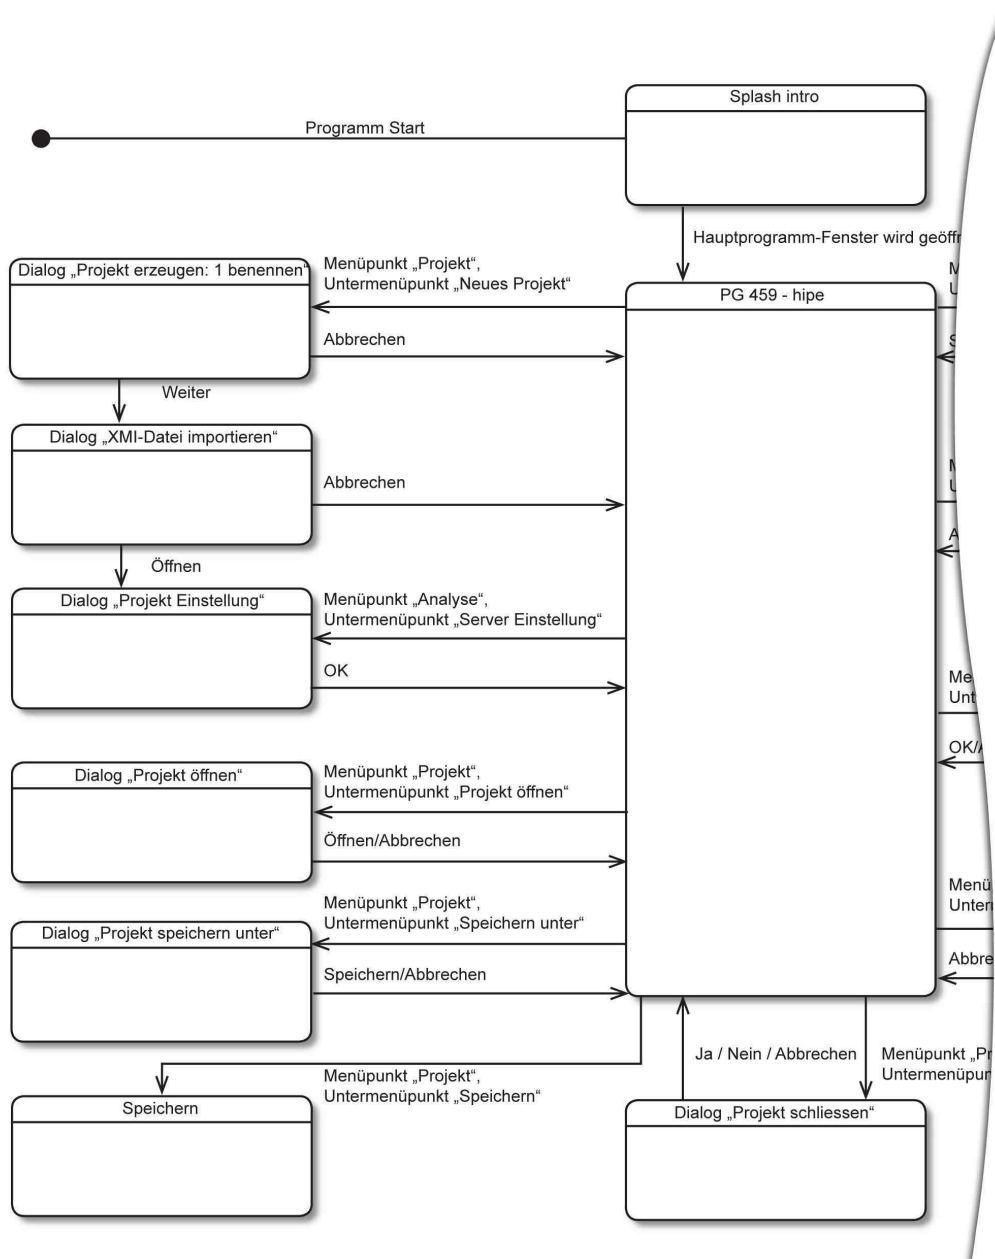 Splash intro
Programm Start
Hauptprogramm-Fenster wird
Dialog „Projekt erzeugen: 1 benennen“
Menüpunkt „Projekt“,
Untermenüpunkt „Neues Projekt“
PG 459 - hipe
Abbrechen
Weiter
Dialog „XMI-Datei importieren“
Abbrechen
Öffnen
Dialog „Projekt Einstellung“
Menüpunkt „Analyse“,
Untermenüpunkt „Server Einstellung“
OK
Dialog „Projekt öffnen“
Menüpunkt „Projekt“,
Untermenüpunkt „Projekt öffnen“
Öffnen/Abbrechen
Menüpunkt „Projekt“,
Untermenüpunkt „Speichern unter“
Dialog „Projekt speichern unter“
Speichern/Abbrechen
Ja / Nein / Abbrechen
Menüpunkt
Menüpunkt „Projekt“,
Untermenüpunkt „Speichern“
Speichern
Dialog „Projekt schliessen“